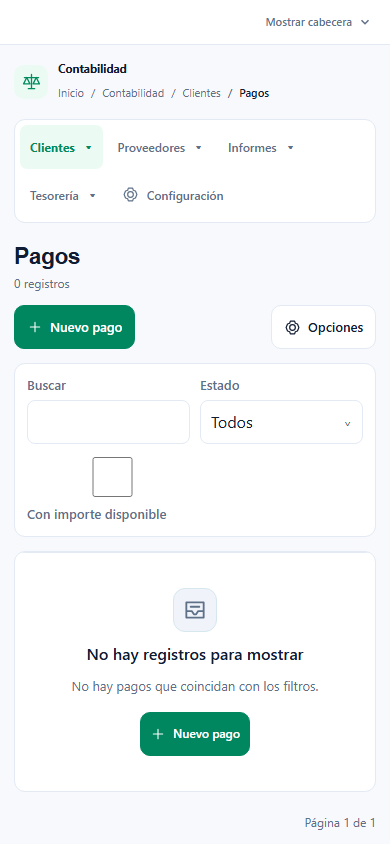 Mostrar cabecera
Contabilidad
Inicio / Contabilidad / Clientes / Pagos
Clientes Proveedores Informes
Tesorería Configuración
Pagos
0 registros
Nuevo pago Opciones
Buscar Estado
Todos
Con importe disponible
No hay registros para mostrar
No hay pagos que coincidan con los filtros.
Nuevo pago
Página 1 de 1